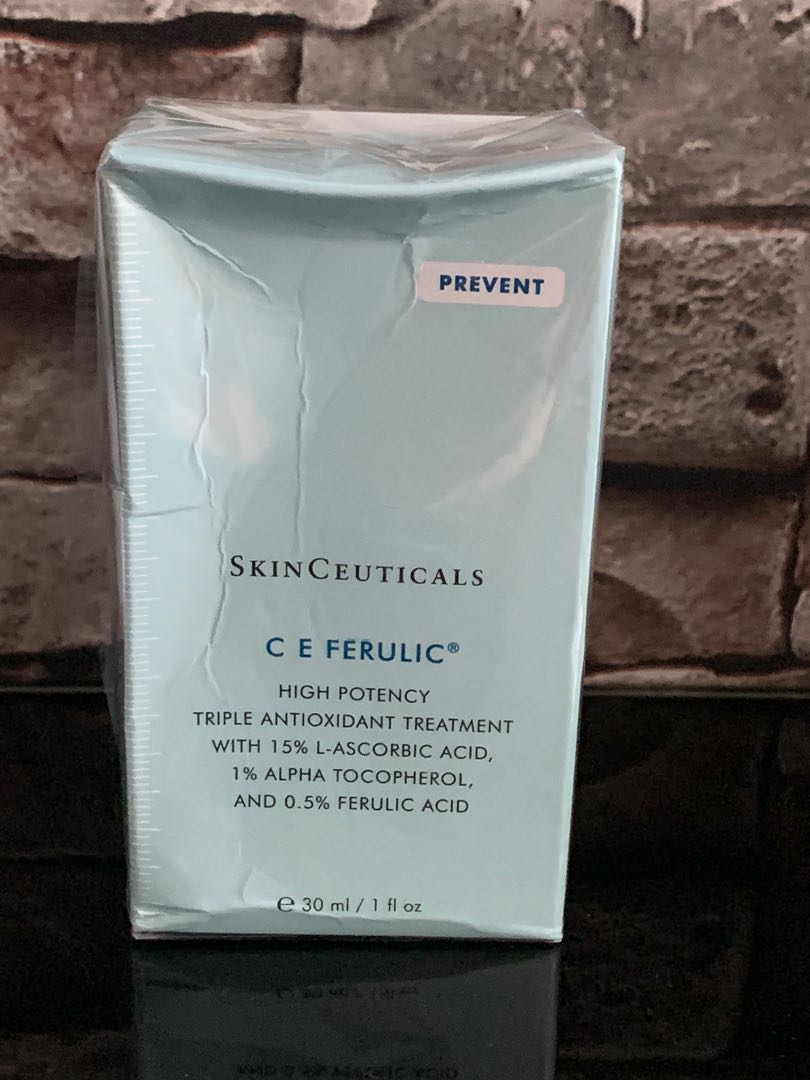 PREVENT
SKINCEUTICALS
C E FERULIC®
HIGH POTENCY
TRIPLE ANTIOXIDANT TREATMENT
WITH 15% L-ASCORBIC ACID,
1% ALPHA TOCOPHEROL,
AND 0.5% FERULIC ACID
℮ 30 ml / 1 fl oz